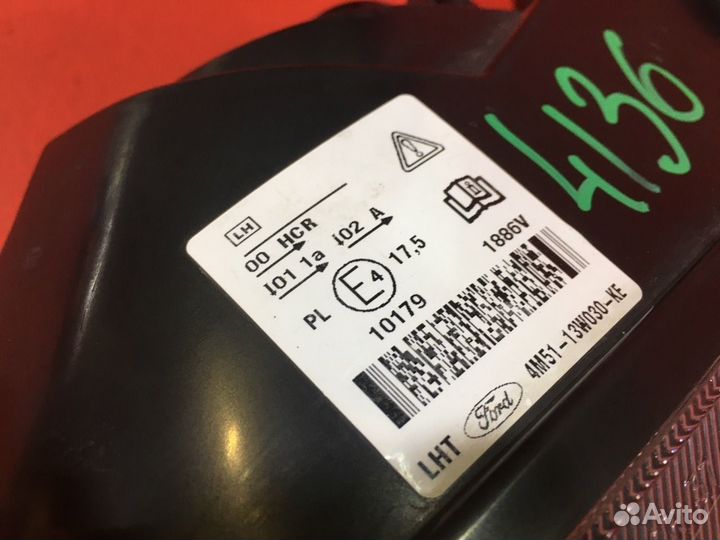 4136
LH
00 HCR
I01 1a I02 A
PL E4 17,5
10179
1886V
4M51-13W030-KE
LHT Ford
Avito